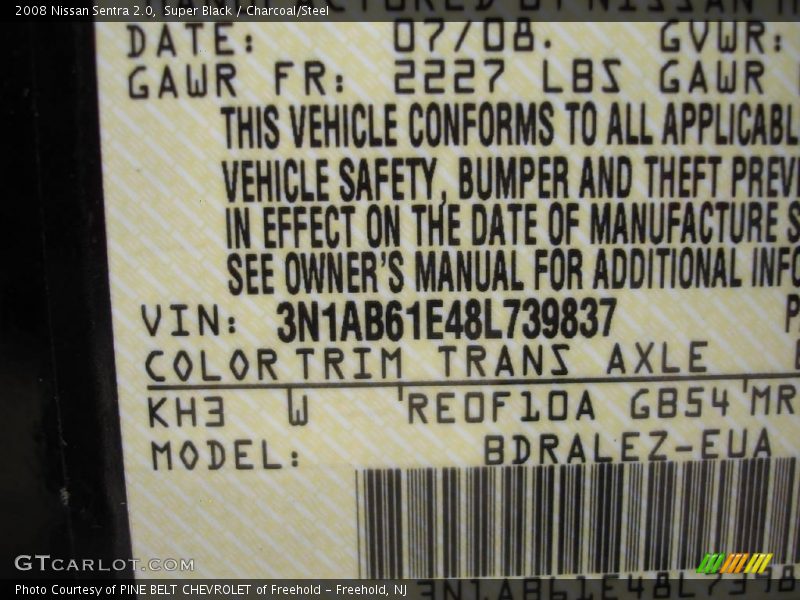 2008 Nissan Sentra 2.0, Super Black / Charcoal/Steel
DATE: 07/08. GVWR:
GAWR FR: 2227 LBS GAWR
THIS VEHICLE CONFORMS TO ALL APPLICABL
VEHICLE SAFETY, BUMPER AND THEFT PREV
IN EFFECT ON THE DATE OF MANUFACTURE S
SEE OWNER'S MANUAL FOR ADDITIONAL INFO
VIN: 3N1AB61E48L739837 P
COLOR TRIM TRANS AXLE
KH3 W RE0F10A GB54 MR
MODEL: BDRALEZ-EUA
GTCARLOT.COM
Photo Courtesy of PINE BELT CHEVROLET of Freehold – Freehold, NJ
3N1AB61E48L7398